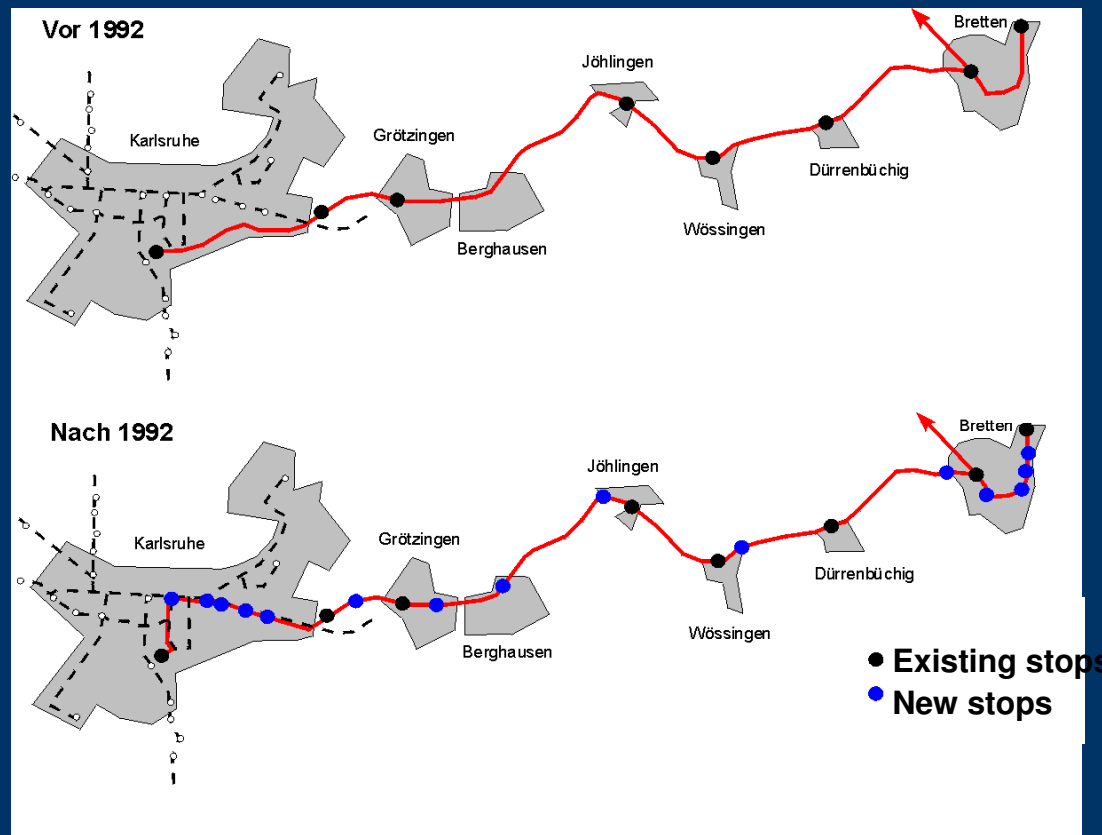 Vor 1992
Bretten
Jöhlingen
Karlsruhe
Grötzingen
Dürrenbüchig
Wössingen
Berghausen
Nach 1992
Bretten
Jöhlingen
Karlsruhe
Grötzingen
Dürrenbüchig
Wössingen
Berghausen
Existing stops
New stops